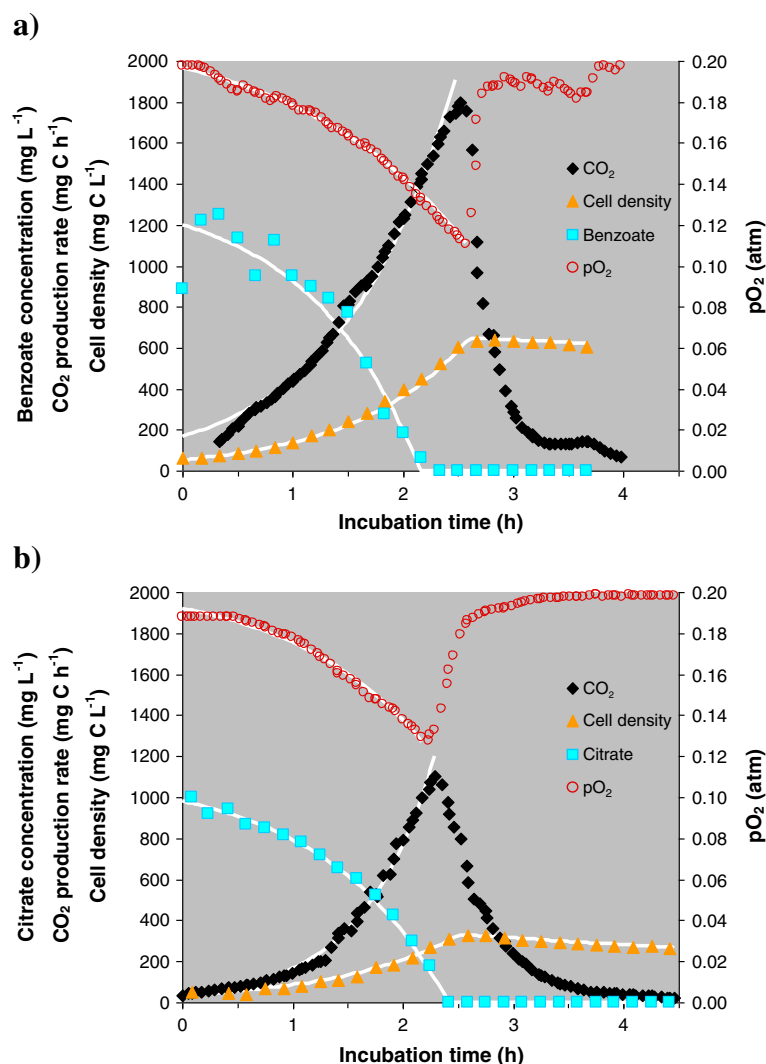 a)
2000
1800
1600
1400
1200
1000
800
600
400
200
0
Benzoate concentration (mg L⁻¹)
CO₂ production rate (mg C h⁻¹)
Cell density (mg C L⁻¹)
0.20
0.18
0.16
0.14
0.12
0.10
0.08
0.06
0.04
0.02
0.00
pO₂ (atm)
CO₂
Cell density
Benzoate
pO₂
0 1 2 3 4
Incubation time (h)
b)
2000
1800
1600
1400
1200
1000
800
600
400
200
0
Citrate concentration (mg L⁻¹)
CO₂ production rate (mg C h⁻¹)
Cell density (mg C L⁻¹)
0.20
0.18
0.16
0.14
0.12
0.10
0.08
0.06
0.04
0.02
0.00
pO₂ (atm)
CO₂
Cell density
Citrate
pO₂
0 1 2 3 4
Incubation time (h)